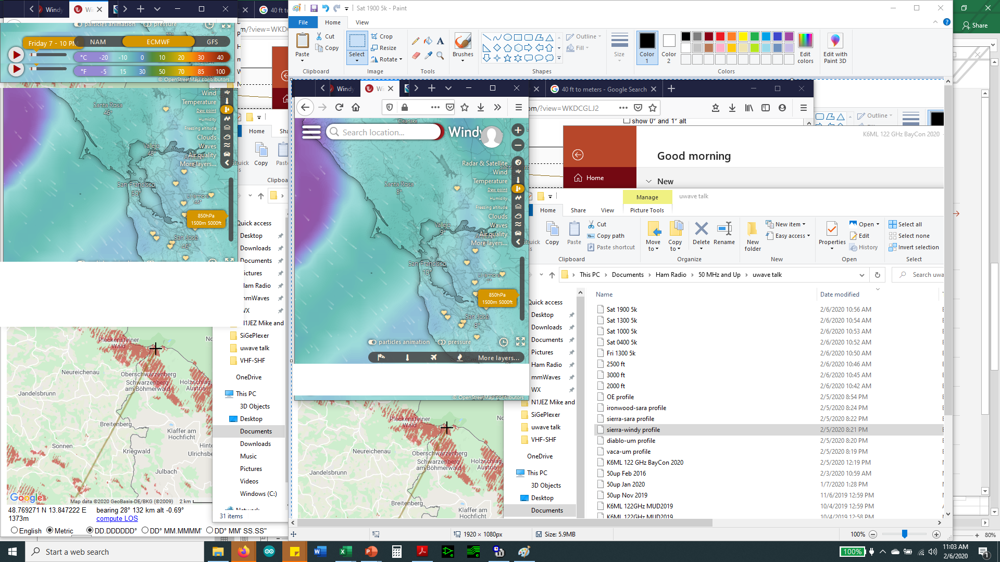 Windy
Wi
40 ft to
Sat 1900 5k - Paint
particles animation
pressure
File
Home
View
Share
Friday 7 - 10 PM
NAM
ECMWF
GFS
°C -20 -10 0 10 20 30 40
°F -5 15 30 50 70 85 100
© OpenStreetMap contributors
Paste
Cut
Copy
Clipboard
Select
Crop
Resize
Rotate
Image
Tools
Brushes
Outline
Fill
Shapes
Size
Color
1
Color
2
Edit
colors
Edit with
Paint 3D
Colors
Windy
Wi
40 ft to meters - Google Search
om/?view=WKDCGLJ2
show 0° and 1° alt
Outline
K6ML 122 GHz BayCon 2020 -
Wind
Temperature
Dew point
Humidity
Freezing altitude
Clouds
Waves
Air quality
More layers...
Santa Rosa
46°
Vallejo
48°
San Francisco
50°
Livermore
44°
850hPa
1500m 5000ft
San José
46°
Home
Sha
Copy
Clipboa
Quick access
Desktop
Downloads
Documents
Pictures
Ham Radio
mmWaves
WX
N1JEZ Mike and
SiGePlexer
uwave talk
VHF-SHF
OneDrive
This PC
3D Objects
Desktop
Documents
Downloads
Music
Pictures
Videos
Windows (C:)
Network
31 items
Search location...
Windy
Radar & Satellite
Wind
Temperature
Dew point
Humidity
Freezing altitude
Clouds
Waves
Air quality
More layers...
Santa Rosa
8°
Vallejo
9°
San Francisco
10°
Livermore
7°
850hPa
1500m 5000ft
San José
8°
particles animation
pressure
More layers...
© OpenStreetMap contributors
Good morning
Home
New
Manage
uwave talk
Home
Share
View
Picture Tools
Copy
Paste
Cut
Copy path
Paste shortcut
Clipboard
Move
to
Copy
to
Delete
Rename
Organize
New
folder
New item
Easy access
New
Properties
Open
Edit
History
Open
Select all
Select none
Invert selection
Select
This PC > Documents > Ham Radio > 50 MHz and Up > uwave talk
Search uwa
Name
Date modified
Sat 1900 5k 2/6/2020 10:56 AM
Sat 1300 5k 2/6/2020 10:54 AM
Sat 1000 5k 2/6/2020 10:53 AM
Sat 0400 5k 2/6/2020 10:52 AM
Fri 1300 5k 2/6/2020 10:50 AM
2500 ft 2/6/2020 10:46 AM
3000 ft 2/6/2020 10:45 AM
2000 ft 2/6/2020 10:42 AM
OE profile 2/5/2020 8:54 PM
ironwood-sara profile 2/5/2020 8:24 PM
sierra-sara profile 2/5/2020 8:22 PM
sierra-windy profile 2/5/2020 8:21 PM
diablo-um profile 2/5/2020 8:20 PM
vaca-um profile 2/5/2020 8:19 PM
K6ML 122 GHz BayCon 2020 2/5/2020 12:19 PM
50up Feb 2016 2/3/2020 10:59 AM
50up Jan 2020 1/7/2020 1:28 PM
50up Nov 2019 11/6/2019 12:59 PM
K6ML 122GHz MUD2019 10/4/2019 12:59 PM
K6ML 122GHz MUD2019 10/4/2019 12:58 PM
Quick access
Desktop
Downloads
Documents
Pictures
Ham Radio
mmWaves
WX
N1JEZ Mike and
SiGePlexer
uwave talk
VHF-SHF
OneDrive
This PC
3D Objects
Desktop
Documents
Pleckensteiner
Wald
Neureichenau
Oberschwarzenberg
Schwarzenberg
am Böhmerwald
Holzschlag,
Austria
Jandelsbrunn
Breitenberg
Klaffer am
Hochficht
Sonnen
Kriegwald
Ulrichsbe
Julbach
Google
Map data ©2020 GeoBasis-DE/BKG (©2009)
2 km
48.769271 N 13.847222 E
1373m
bearing 28° 132 km alt -0.69°
compute LOS
English
Metric
DD.DDDDDD°
DD° MM.MMMM'
DD° MM' SS.SS"
Pleckensteiner
Wald
Neureichenau
Oberschwarzenberg
Schwarzenberg
am Böhmerwald
Holzschlag,
Austria
Jandelsbrunn
Breitenberg
Klaffer am
Hochficht
1920 × 1080px
Size: 5.9MB
100%
80%
Start a web search
100%
11:03 AM
2/6/2020
1